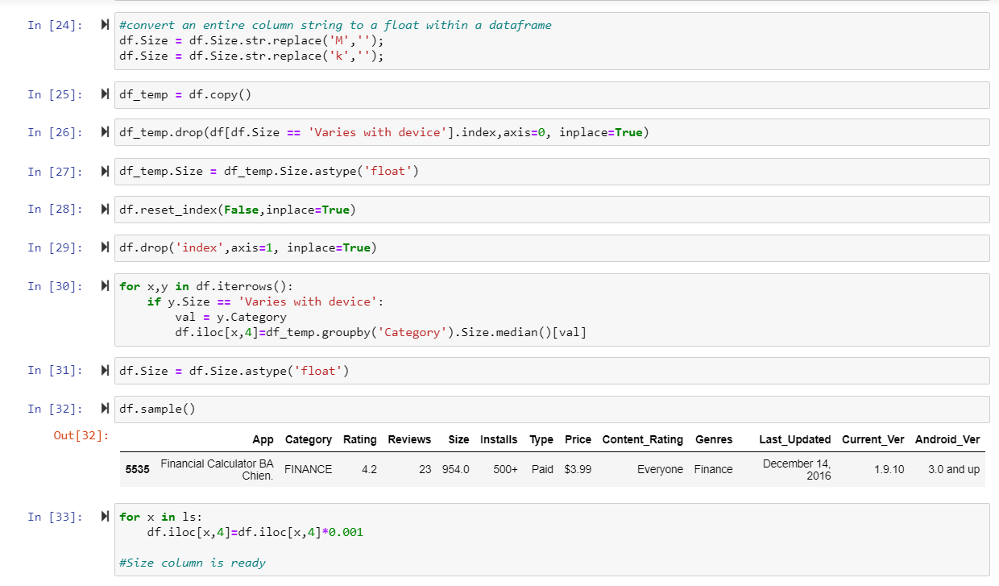 In [24]:
#convert an entire column string to a float within a dataframe
df.Size = df.Size.str.replace('M','');
df.Size = df.Size.str.replace('k','');
In [25]:
df_temp = df.copy()
In [26]:
df_temp.drop(df[df.Size == 'Varies with device'].index,axis=0, inplace=True)
In [27]:
df_temp.Size = df_temp.Size.astype('float')
In [28]:
df.reset_index(False,inplace=True)
In [29]:
df.drop('index',axis=1, inplace=True)
In [30]:
for x,y in df.iterrows():
    if y.Size == 'Varies with device':
        val = y.Category
        df.iloc[x,4]=df_temp.groupby('Category').Size.median()[val]
In [31]:
df.Size = df.Size.astype('float')
In [32]:
df.sample()
Out[32]:
App Category Rating Reviews Size Installs Type Price Content_Rating Genres Last_Updated Current_Ver Android_Ver
5535 Financial Calculator BA Chien. FINANCE 4.2 23 954.0 500+ Paid $3.99 Everyone Finance December 14, 2016 1.9.10 3.0 and up
In [33]:
for x in ls:
    df.iloc[x,4]=df.iloc[x,4]*0.001
#Size column is ready